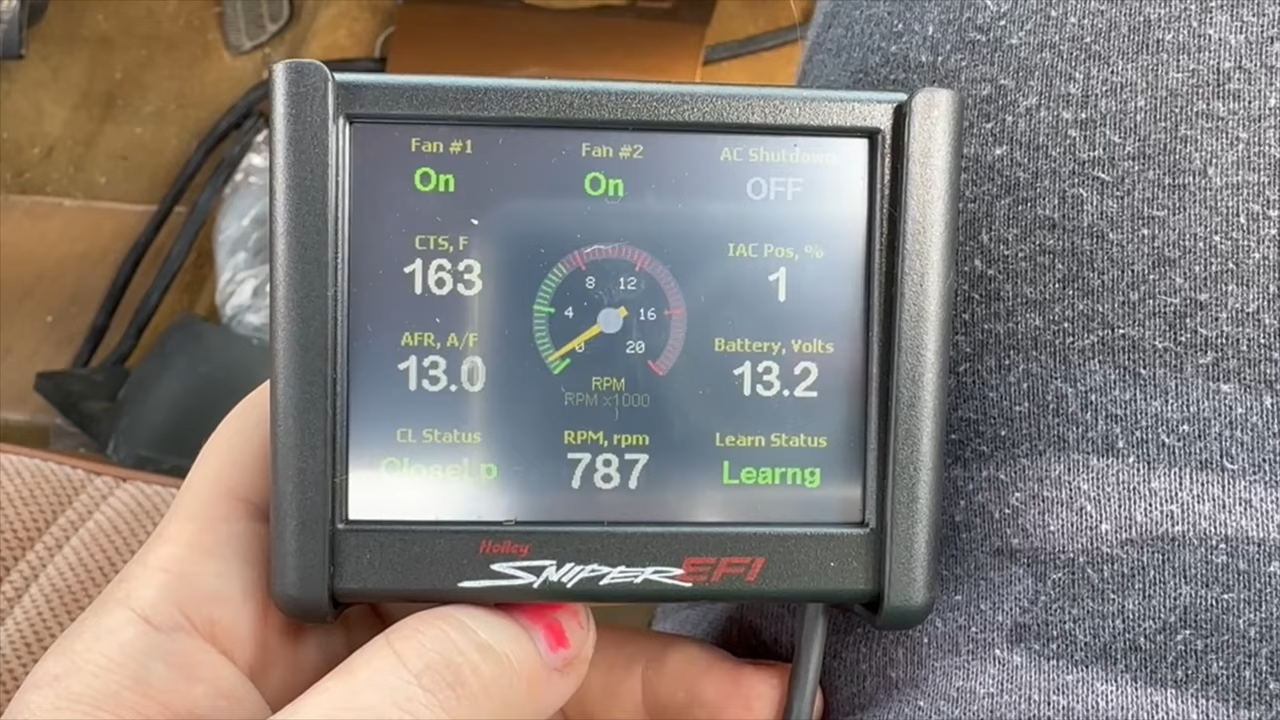 Fan #1
On
Fan #2
On
AC Shutdown
OFF
CTS, F
163
IAC Pos, %
1
0
4
8
12
16
20
RPM
RPM x1000
AFR, A/F
13.0
Battery, Volts
13.2
CL Status
CloseLp
RPM, rpm
787
Learn Status
Learng
Holley
SNIPER EFI